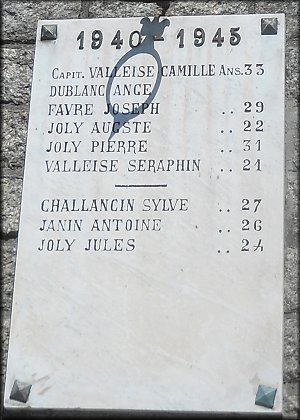 1940 - 1945
CAPIT. VALLEISE CAMILLE ANS. 33
DUBLANC ANGE
FAVRE JOSEPH .. 29
JOLY AUGSTE .. 22
JOLY PIERRE .. 31
VALLEISE SERAPHIN .. 21
CHALLANCIN SYLVE .. 27
JANIN ANTOINE .. 26
JOLY JULES .. 24